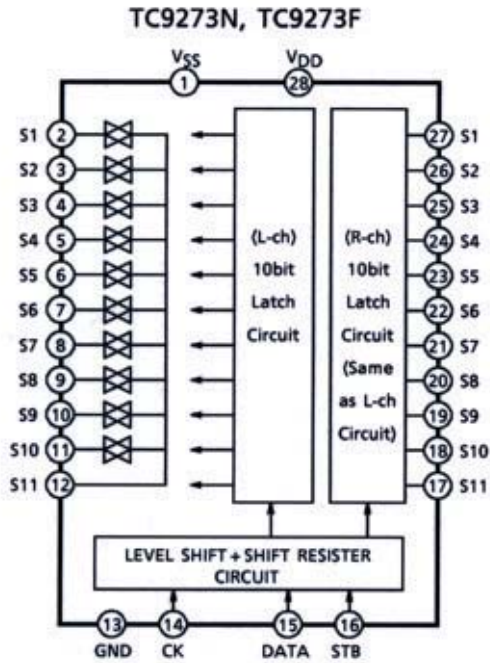 TC9273N, TC9273F
VSS VDD
1 28
S1 2 27 S1
S2 3 26 S2
S3 4 25 S3
S4 5 (L-ch) (R-ch) 24 S4
S5 6 10bit 10bit 23 S5
S6 7 Latch Latch 22 S6
S7 8 Circuit Circuit 21 S7
S8 9 (Same 20 S8
S9 10 as L-ch 19 S9
S10 11 Circuit) 18 S10
S11 12 17 S11
LEVEL SHIFT + SHIFT RESISTER
CIRCUIT
13 14 15 16
GND CK DATA STB